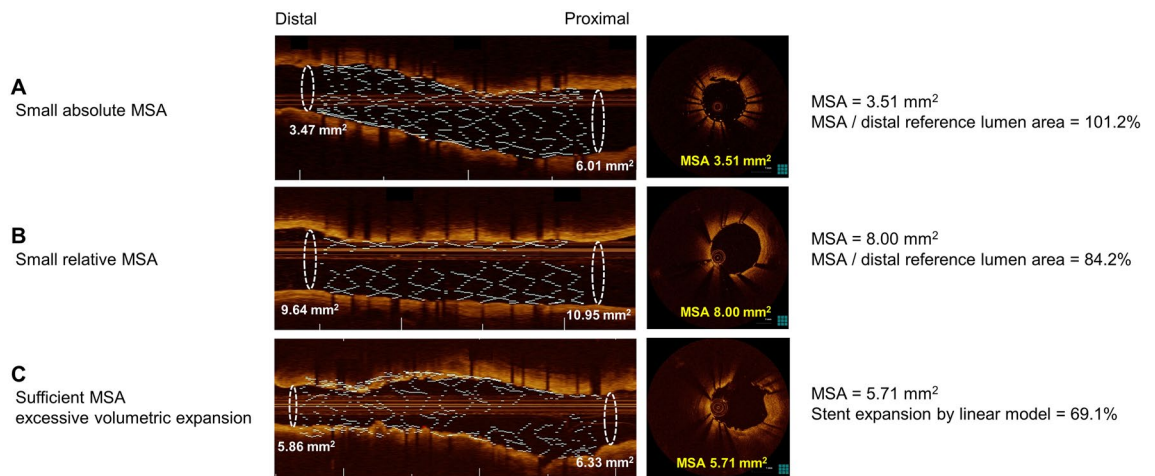 Distal
Proximal
A
Small absolute MSA
3.47 mm²
6.01 mm²
MSA 3.51 mm²
MSA = 3.51 mm²
MSA / distal reference lumen area = 101.2%
B
Small relative MSA
9.64 mm²
10.95 mm²
MSA 8.00 mm²
MSA = 8.00 mm²
MSA / distal reference lumen area = 84.2%
C
Sufficient MSA
excessive volumetric expansion
5.86 mm²
6.33 mm²
MSA 5.71 mm²
MSA = 5.71 mm²
Stent expansion by linear model = 69.1%